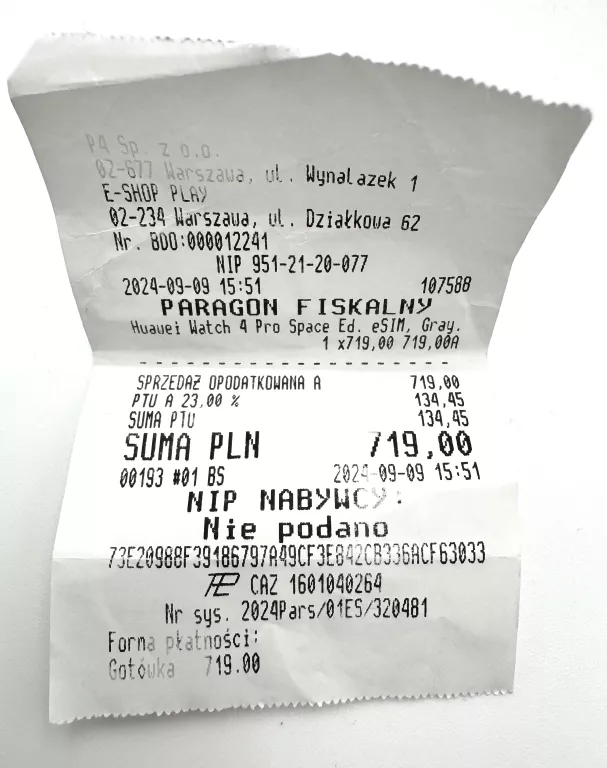 P4 Sp. z o.o.
02-677 Warszawa, ul. Wynalazek 1
E-SHOP PLAY
02-234 Warszawa, ul. Działkowa 62
Nr. BDO:000012241
NIP 951-21-20-077
2024-09-09 15:51 107588
PARAGON FISKALNY
Huawei Watch 4 Pro Space Ed. eSIM, Gray.
1 x719,00 719,00A
SPRZEDAŻ OPODATKOWANA A 719,00
PTU A 23,00 % 134,45
SUMA PTU 134,45
SUMA PLN 719,00
00193 #01 BS 2024-09-09 15:51
NIP NABYWCY:
Nie podano
73E20988F39186797A49CF3E842CB336ACF63033
CAZ 1601040264
Nr sys. 2024Pars/01ES/320481
Forma płatności:
Gotówka 719.00